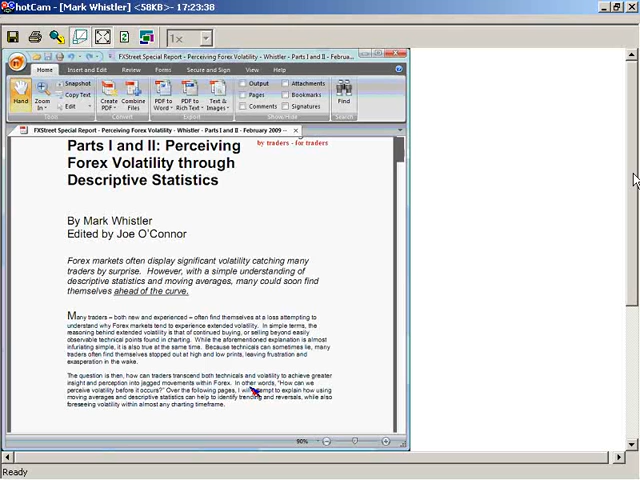 hotCam - [Mark Whistler] <58KB> - 17:23:38
1x
FXStreet Special Report - Perceiving Forex Volatility - Whistler - Parts I and II - Februa...
Home Insert and Edit Forms Secure and Sign View Help
Hand
Zoom In
Snapshot
Copy Text
Edit
Tools
Create PDF
Combine Files
Convert
PDF to Word
PDF to Rich Text
Text & Images
Export
Output
Pages
Comments
Attachments
Bookmarks
Signatures
Show/Hide
Find
Search
FXStreet Special Report - Perceiving Forex Volatility - Whistler - Parts I and II - February 2009 --
Parts I and II: Perceiving
by traders - for traders
Forex Volatility through
Descriptive Statistics
By Mark Whistler
Edited by Joe O'Connor
Forex markets often display significant volatility catching many
traders by surprise. However, with a simple understanding of
descriptive statistics and moving averages, many could soon find
themselves ahead of the curve.
Many traders – both new and experienced – often find themselves at a loss attempting to
understand why Forex markets tend to experience extended volatility. In simple terms, the
reasoning behind extended volatility is that of continued buying, or selling beyond easily
observable technical points found in charting. While the aforementioned explanation is almost
infuriating simple, it is also true at the same time. Because technicals can sometimes lie, many
traders often find themselves stopped out at high and low prints, leaving frustration and
exasperation in the wake.
The question is then, how can traders transcend both technicals and volatility to achieve greater
insight and perception into jagged movements within Forex. In other words, "How can we
perceive volatility before it occurs?" Over the following pages, I will attempt to explain how using
moving averages and descriptive statistics can help to identify trending and reversals, while also
foreseeing volatility within almost any charting timeframe.
90%
Ready